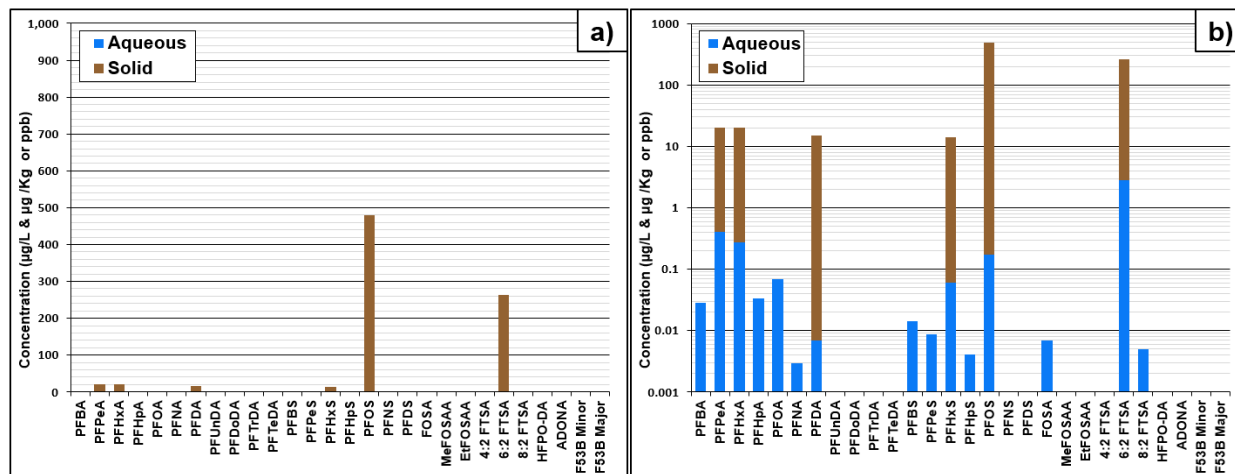 a)
Aqueous
Solid
Concentration (µg/L & µg /Kg or ppb)
1,000
900
800
700
600
500
400
300
200
100
0
PFBA
PFPeA
PFHxA
PFHpA
PFOA
PFNA
PFDA
PFUnDA
PFDoDA
PFTrDA
PFTeDA
PFBS
PFPeS
PFHxS
PFHpS
PFOS
PFNS
PFDS
FOSA
MeFOSAA
EtFOSAA
4:2 FTSA
6:2 FTSA
8:2 FTSA
HFPO-DA
ADONA
F53B Minor
F53B Major
b)
Aqueous
Solid
Concentration (µg/L & µg /Kg or ppb)
1000
100
10
1
0.1
0.01
0.001
PFBA
PFPeA
PFHxA
PFHpA
PFOA
PFNA
PFDA
PFUnDA
PFDoDA
PFTrDA
PFTeDA
PFBS
PFPeS
PFHxS
PFHpS
PFOS
PFNS
PFDS
FOSA
MeFOSAA
EtFOSAA
4:2 FTSA
6:2 FTSA
8:2 FTSA
HFPO-DA
ADONA
F53B Minor
F53B Major